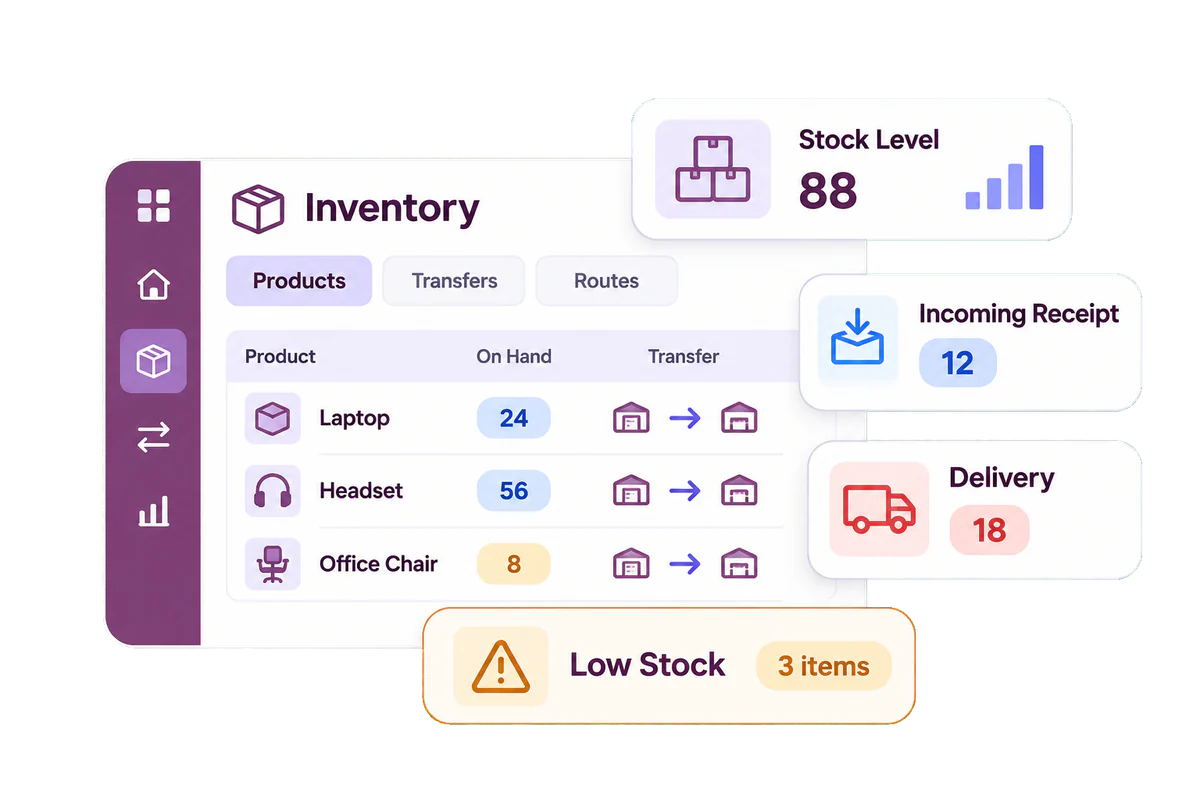 Inventory
Products Transfers Routes
Product On Hand Transfer
Laptop 24
Headset 56
Office Chair 8
Stock Level
88
Incoming Receipt
12
Delivery
18
Low Stock 3 items